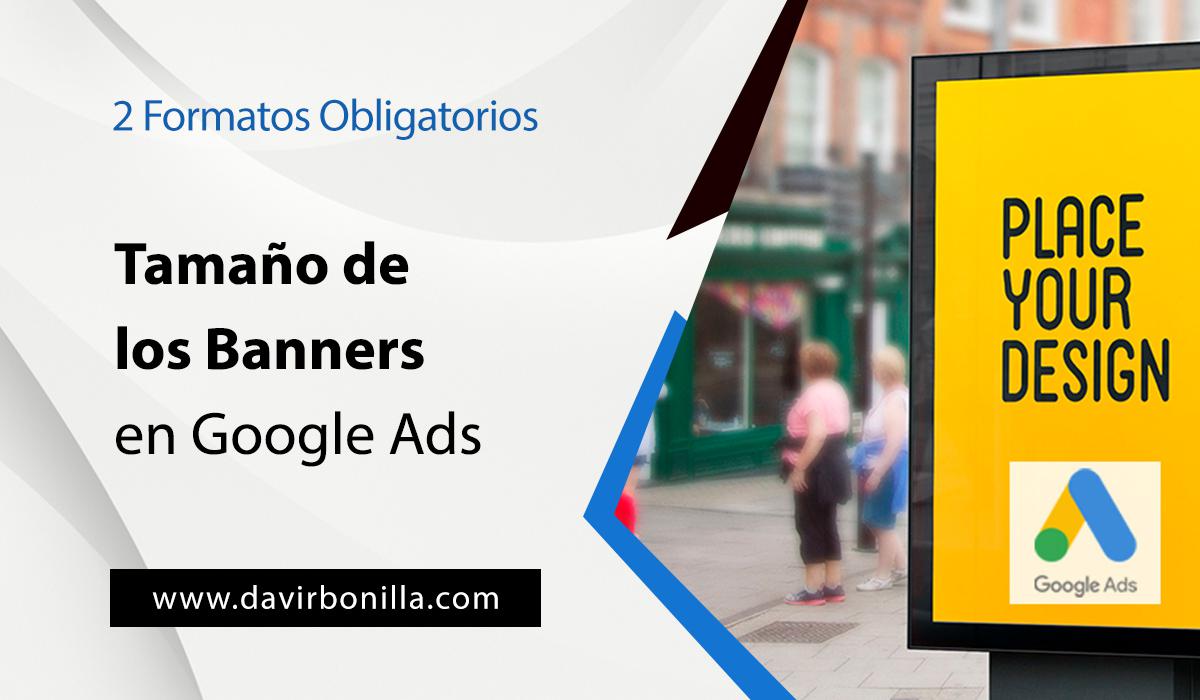 2 Formatos Obligatorios
Tamaño de
los Banners
en Google Ads
www.davirbonilla.com
PLACE
YOUR
DESIGN
Google Ads